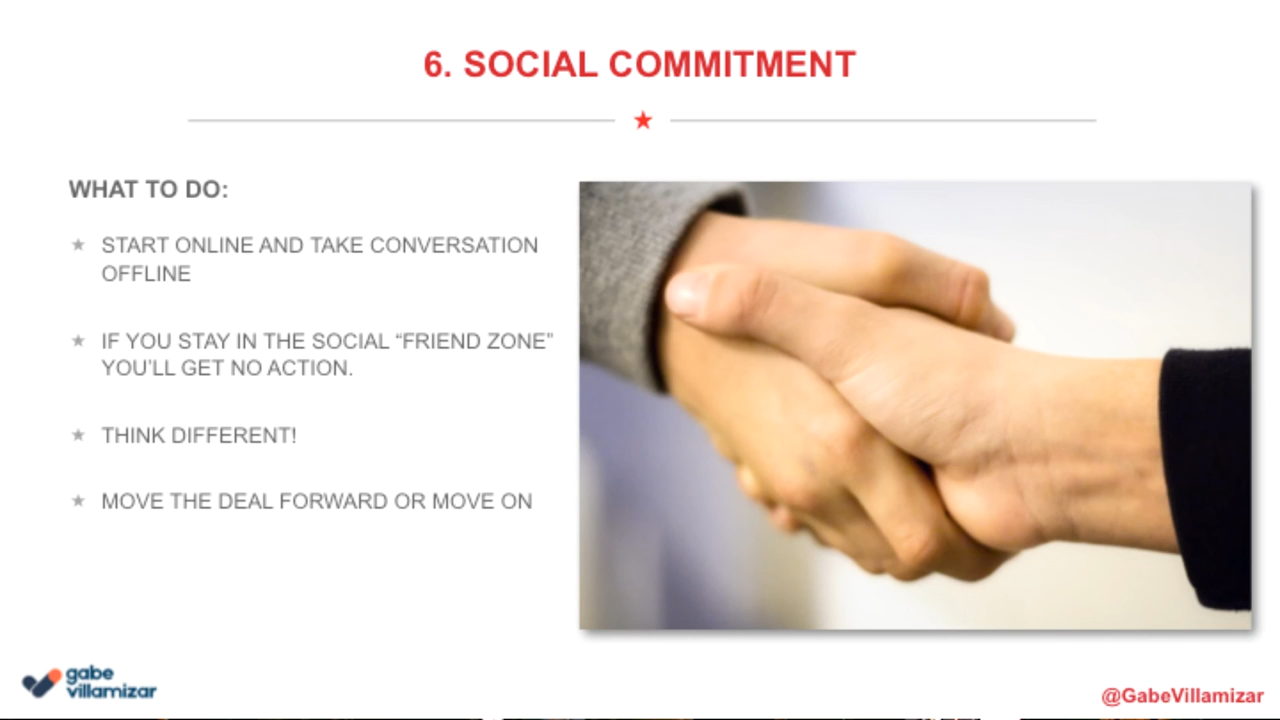 6. SOCIAL COMMITMENT
WHAT TO DO:
START ONLINE AND TAKE CONVERSATION
OFFLINE
IF YOU STAY IN THE SOCIAL “FRIEND ZONE”
YOU’LL GET NO ACTION.
THINK DIFFERENT!
MOVE THE DEAL FORWARD OR MOVE ON
gabe
villamizar
@GabeVillamizar